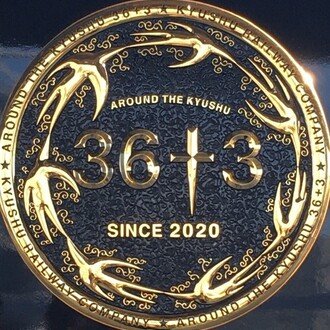 AROUND THE KYUSHU 36+3 ★ KYUSHU RAILWAY COMPANY ★ AROUND THE KYUSHU 36+3 ★ KYUSHU RAILWAY COMPANY ★
AROUND THE KYUSHU
36+3
SINCE 2020